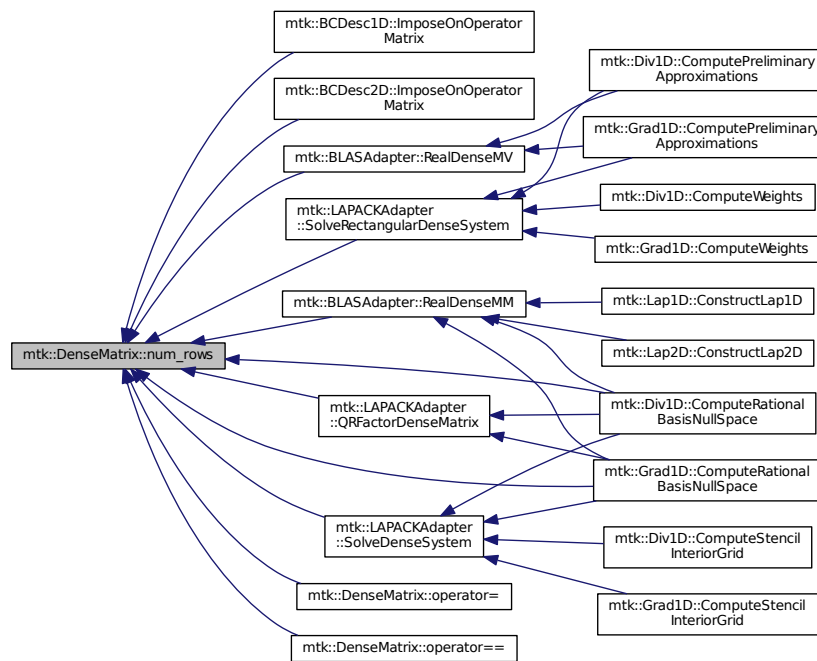 mtk::BCDesc1D::ImposeOnOperator
Matrix
mtk::BCDesc2D::ImposeOnOperator
Matrix
mtk::BLASAdapter::RealDenseMV
mtk::LAPACKAdapter
::SolveRectangularDenseSystem
mtk::BLASAdapter::RealDenseMM
mtk::DenseMatrix::num_rows
mtk::LAPACKAdapter
::QRFactorDenseMatrix
mtk::LAPACKAdapter
::SolveDenseSystem
mtk::DenseMatrix::operator=
mtk::DenseMatrix::operator==
mtk::Div1D::ComputePreliminary
Approximations
mtk::Grad1D::ComputePreliminary
Approximations
mtk::Div1D::ComputeWeights
mtk::Grad1D::ComputeWeights
mtk::Lap1D::ConstructLap1D
mtk::Lap2D::ConstructLap2D
mtk::Div1D::ComputeRational
BasisNullSpace
mtk::Grad1D::ComputeRational
BasisNullSpace
mtk::Div1D::ComputeStencil
InteriorGrid
mtk::Grad1D::ComputeStencil
InteriorGrid